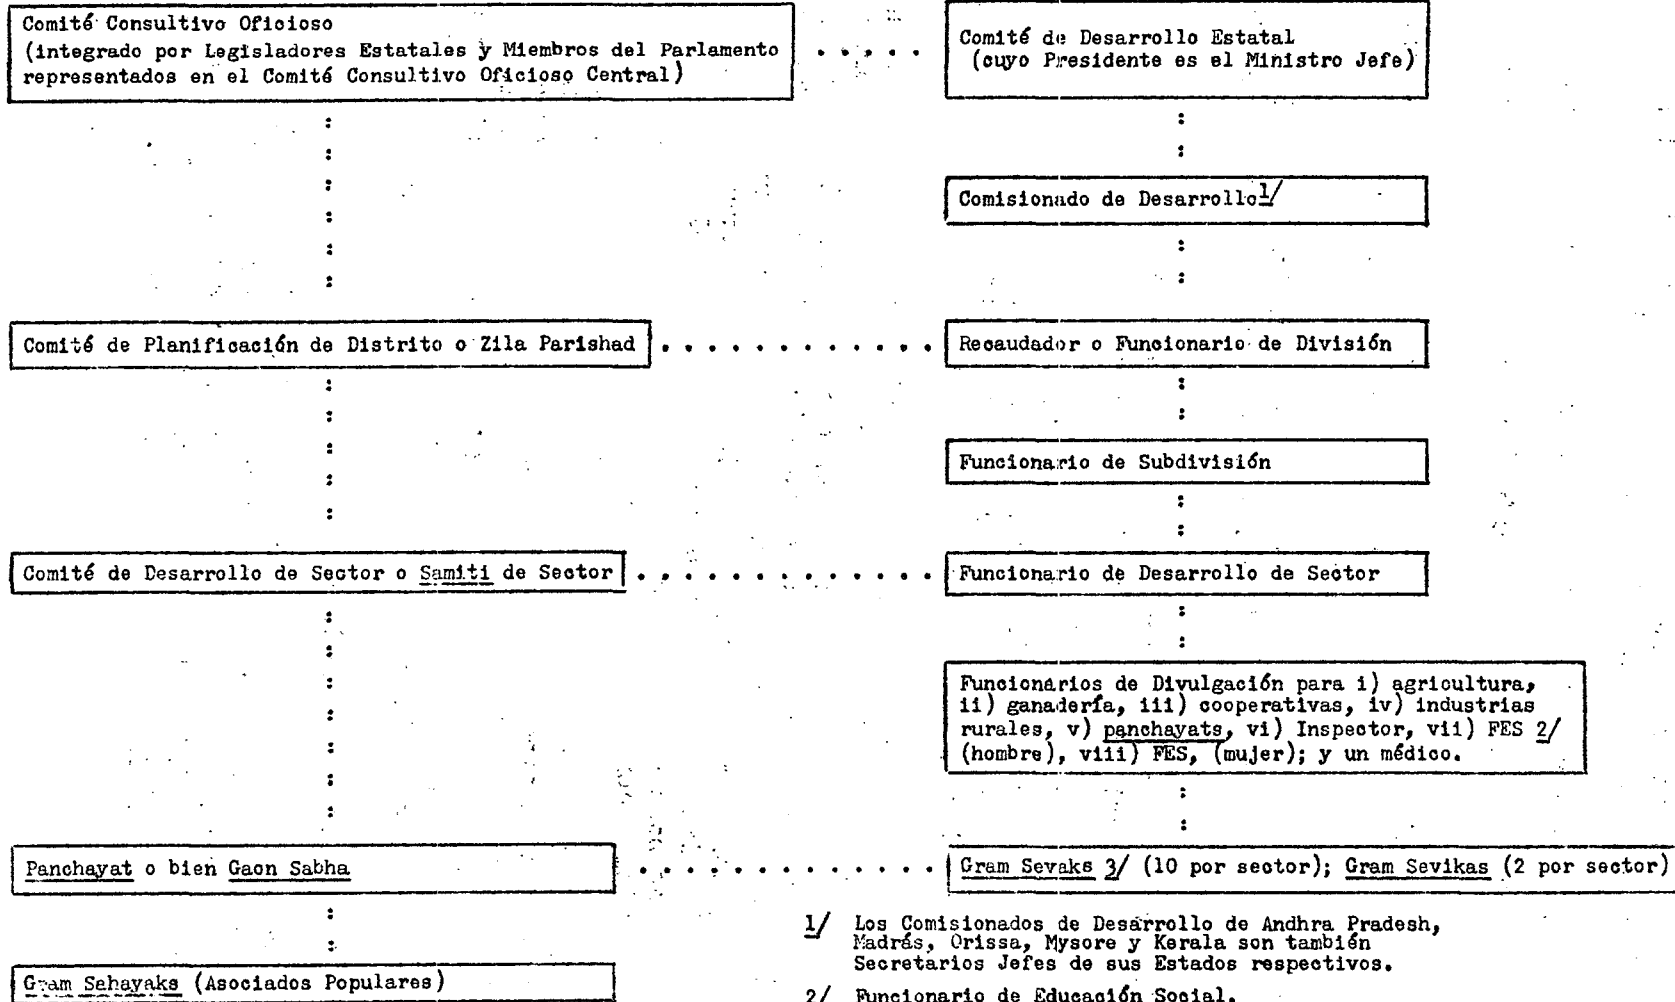 Comité Consultivo Oficioso
(integrado por Legisladores Estatales y Miembros del Parlamento
representados en el Comité Consultivo Oficioso Central)
Comité de Desarrollo Estatal
(cuyo Presidente es el Ministro Jefe)
Comisionado de Desarrollo 1/
Comité de Planificación de Distrito o Zila Parishad
Recaudador o Funcionario de División
Funcionario de Subdivisión
Comité de Desarrollo de Sector o Samiti de Sector
Funcionario de Desarrollo de Sector
Funcionarios de Divulgación para i) agricultura,
ii) ganadería, iii) cooperativas, iv) industrias
rurales, v) panchayats, vi) Inspector, vii) FES 2/
(hombre), viii) FES, (mujer); y un médico.
Panchayat o bien Gaon Sabha
Gram Sevaks 3/ (10 por sector); Gram Sevikas (2 por sector)
Gram Sahayaks (Asociados Populares)
1/ Los Comisionados de Desarrollo de Andhra Pradesh,
Madrás, Orissa, Mysore y Kerala son también
Secretarios Jefes de sus Estados respectivos.
2/ Funcionario de Educación Social.